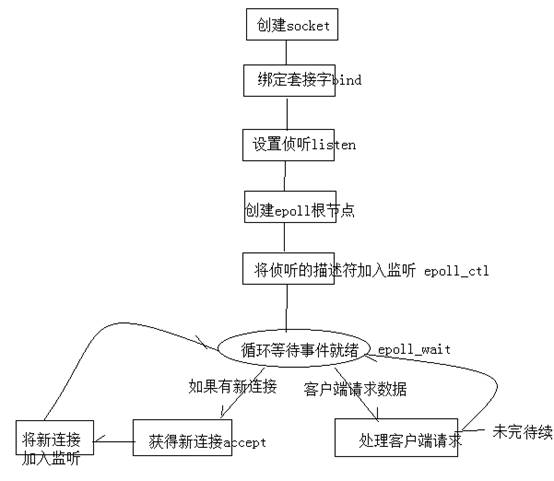 创建socket
绑定套接字bind
设置侦听listen
创建epoll根节点
将侦听的描述符加入监听 epoll_ctl
循环等待事件就绪 epoll_wait
如果有新连接
客户端请求数据
将新连接
加入监听
获得新连接accept
处理客户端请求
未完待续